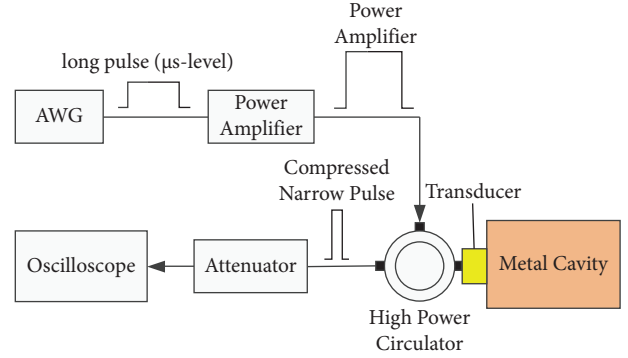 Power
Amplifier
long pulse (μs-level)
AWG
Power
Amplifier
Compressed
Narrow Pulse
Transducer
Oscilloscope
Attenuator
Metal Cavity
High Power
Circulator